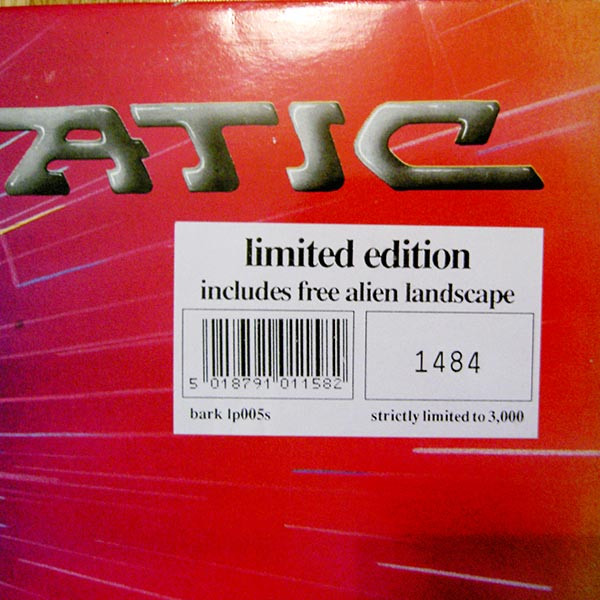 ATIC
limited edition
includes free alien landscape
1484
5 018791 011582
bark lp005s
strictly limited to 3,000